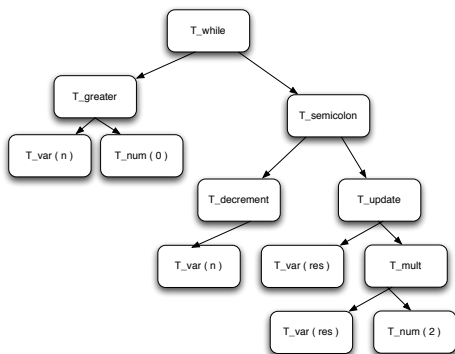 T_while
T_greater
T_semicolon
T_var ( n )
T_num ( 0 )
T_decrement
T_update
T_var ( n )
T_var ( res )
T_mult
T_var ( res )
T_num ( 2 )